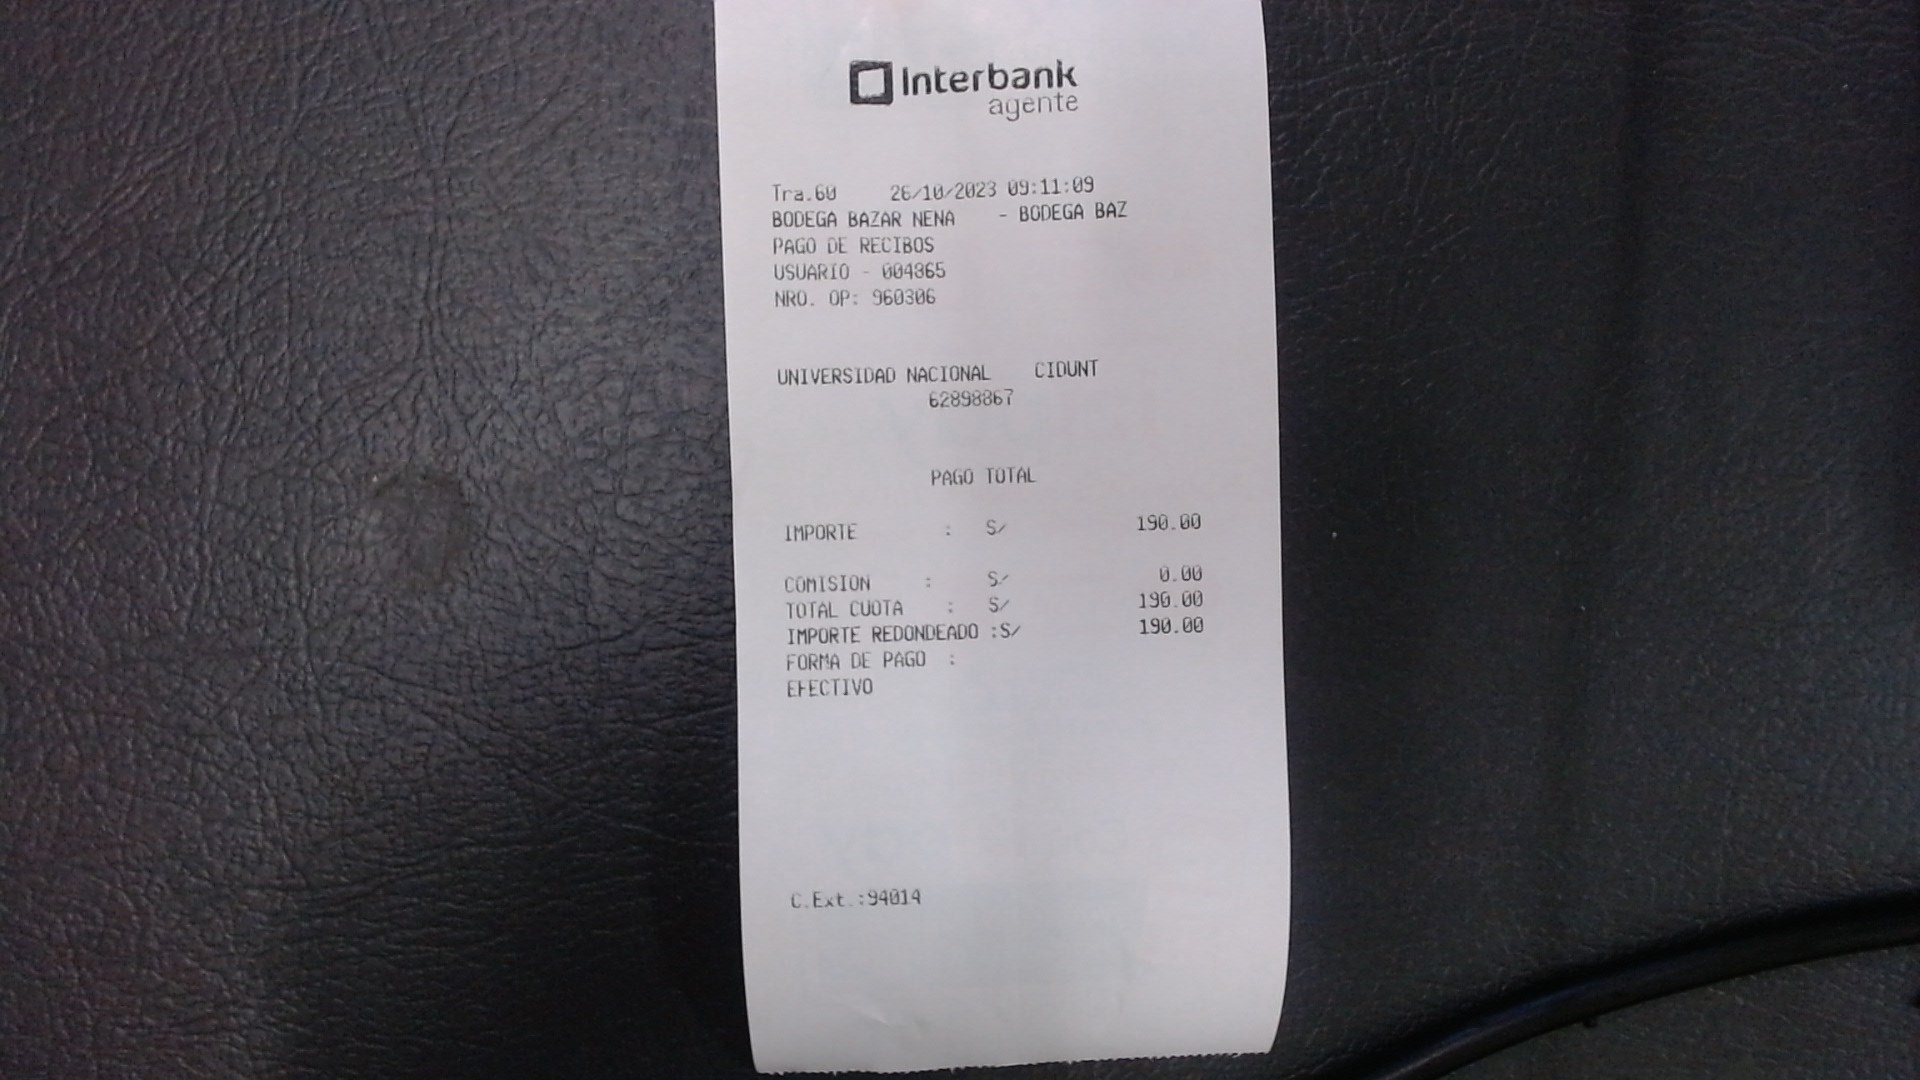 Interbank
agente
Tra.60 26/10/2023 09:11:09
BODEGA BAZAR NENA - BODEGA BAZ
PAGO DE RECIBOS
USUARIO - 004865
NRO. OP: 960306
UNIVERSIDAD NACIONAL CIDUNT
62898867
PAGO TOTAL
IMPORTE : S/ 190.00
COMISION : S/ 0.00
TOTAL CUOTA : S/ 190.00
IMPORTE REDONDEADO :S/ 190.00
FORMA DE PAGO :
EFECTIVO
C.Ext.:94014